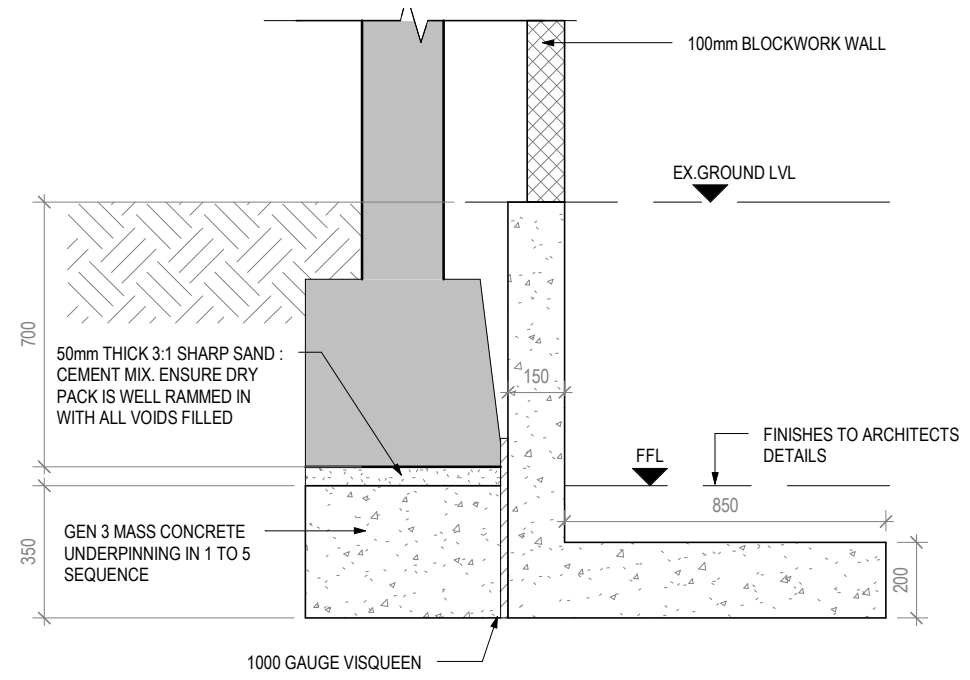 100mm BLOCKWORK WALL
EX.GROUND LVL
700
50mm THICK 3:1 SHARP SAND :
CEMENT MIX. ENSURE DRY
PACK IS WELL RAMMED IN
WITH ALL VOIDS FILLED
150
FINISHES TO ARCHITECTS
DETAILS
FFL
850
GEN 3 MASS CONCRETE
UNDERPINNING IN 1 TO 5
SEQUENCE
350
200
1000 GAUGE VISQUEEN